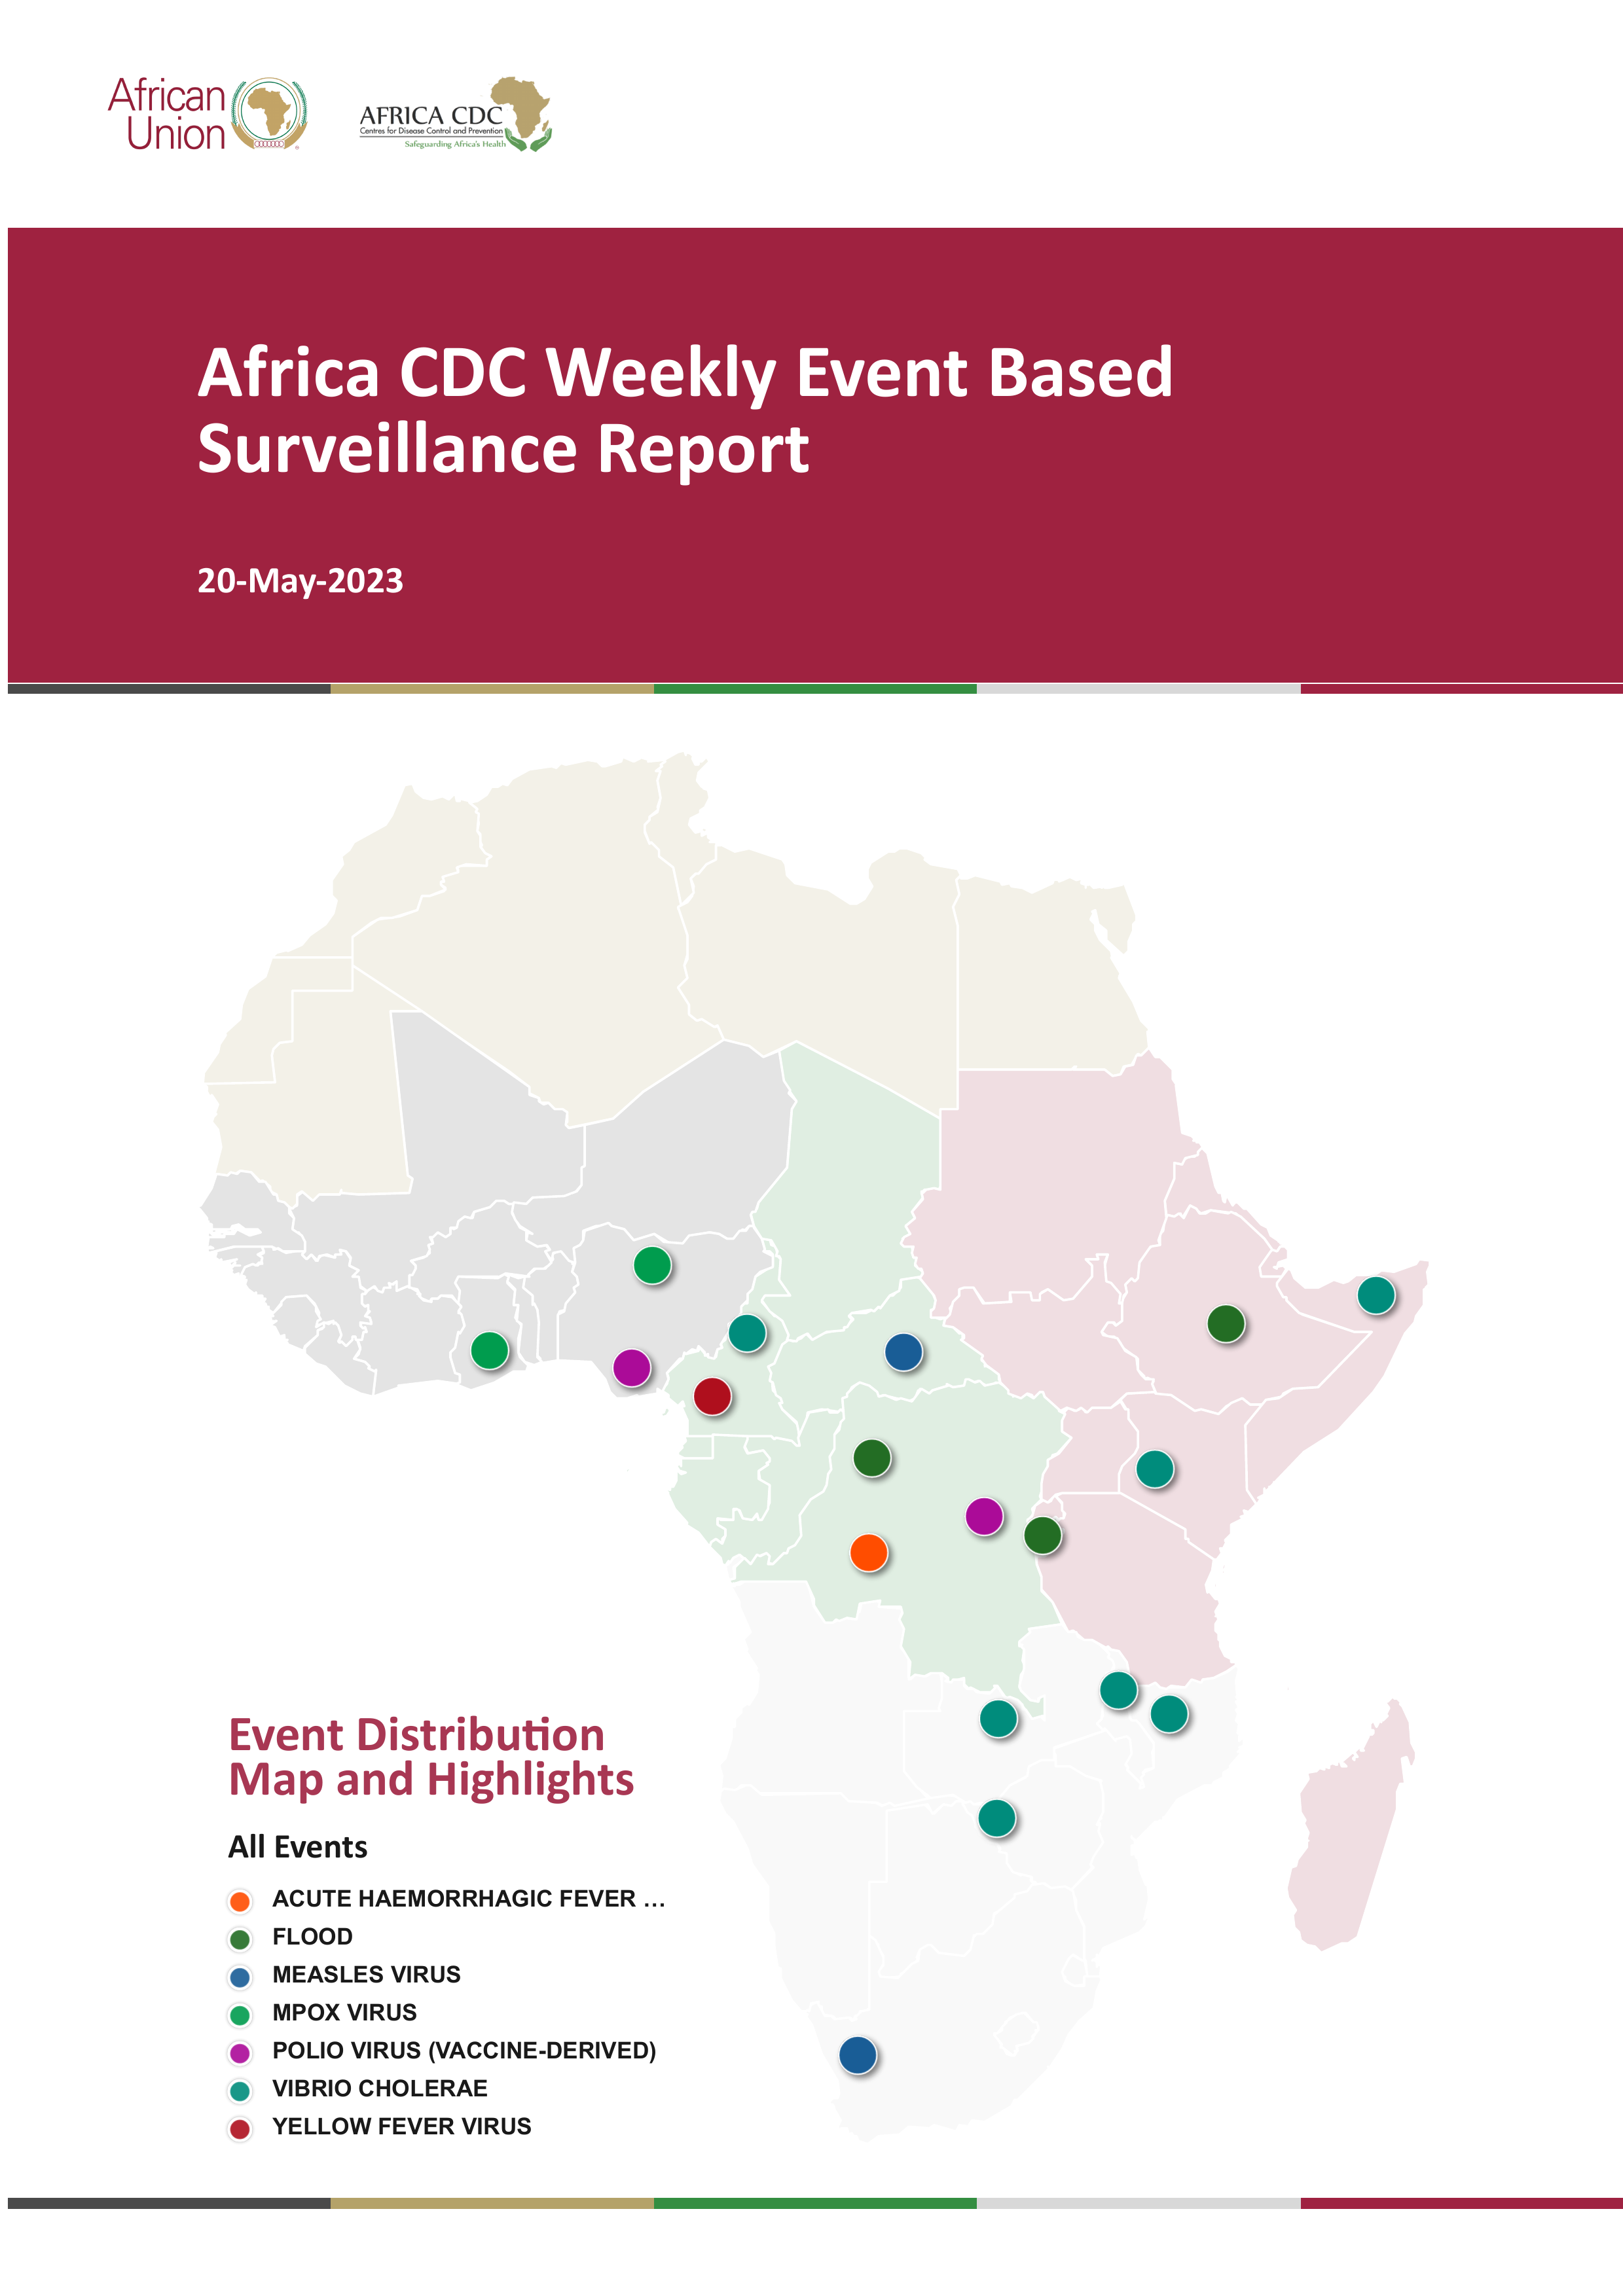 African
Union
AFRICA CDC
Centres for Disease Control and Prevention
Safeguarding Africa's Health
Africa CDC Weekly Event Based
Surveillance Report
20-May-2023
Event Distribution
Map and Highlights
All Events
ACUTE HAEMORRHAGIC FEVER ...
FLOOD
MEASLES VIRUS
MPOX VIRUS
POLIO VIRUS (VACCINE-DERIVED)
VIBRIO CHOLERAE
YELLOW FEVER VIRUS